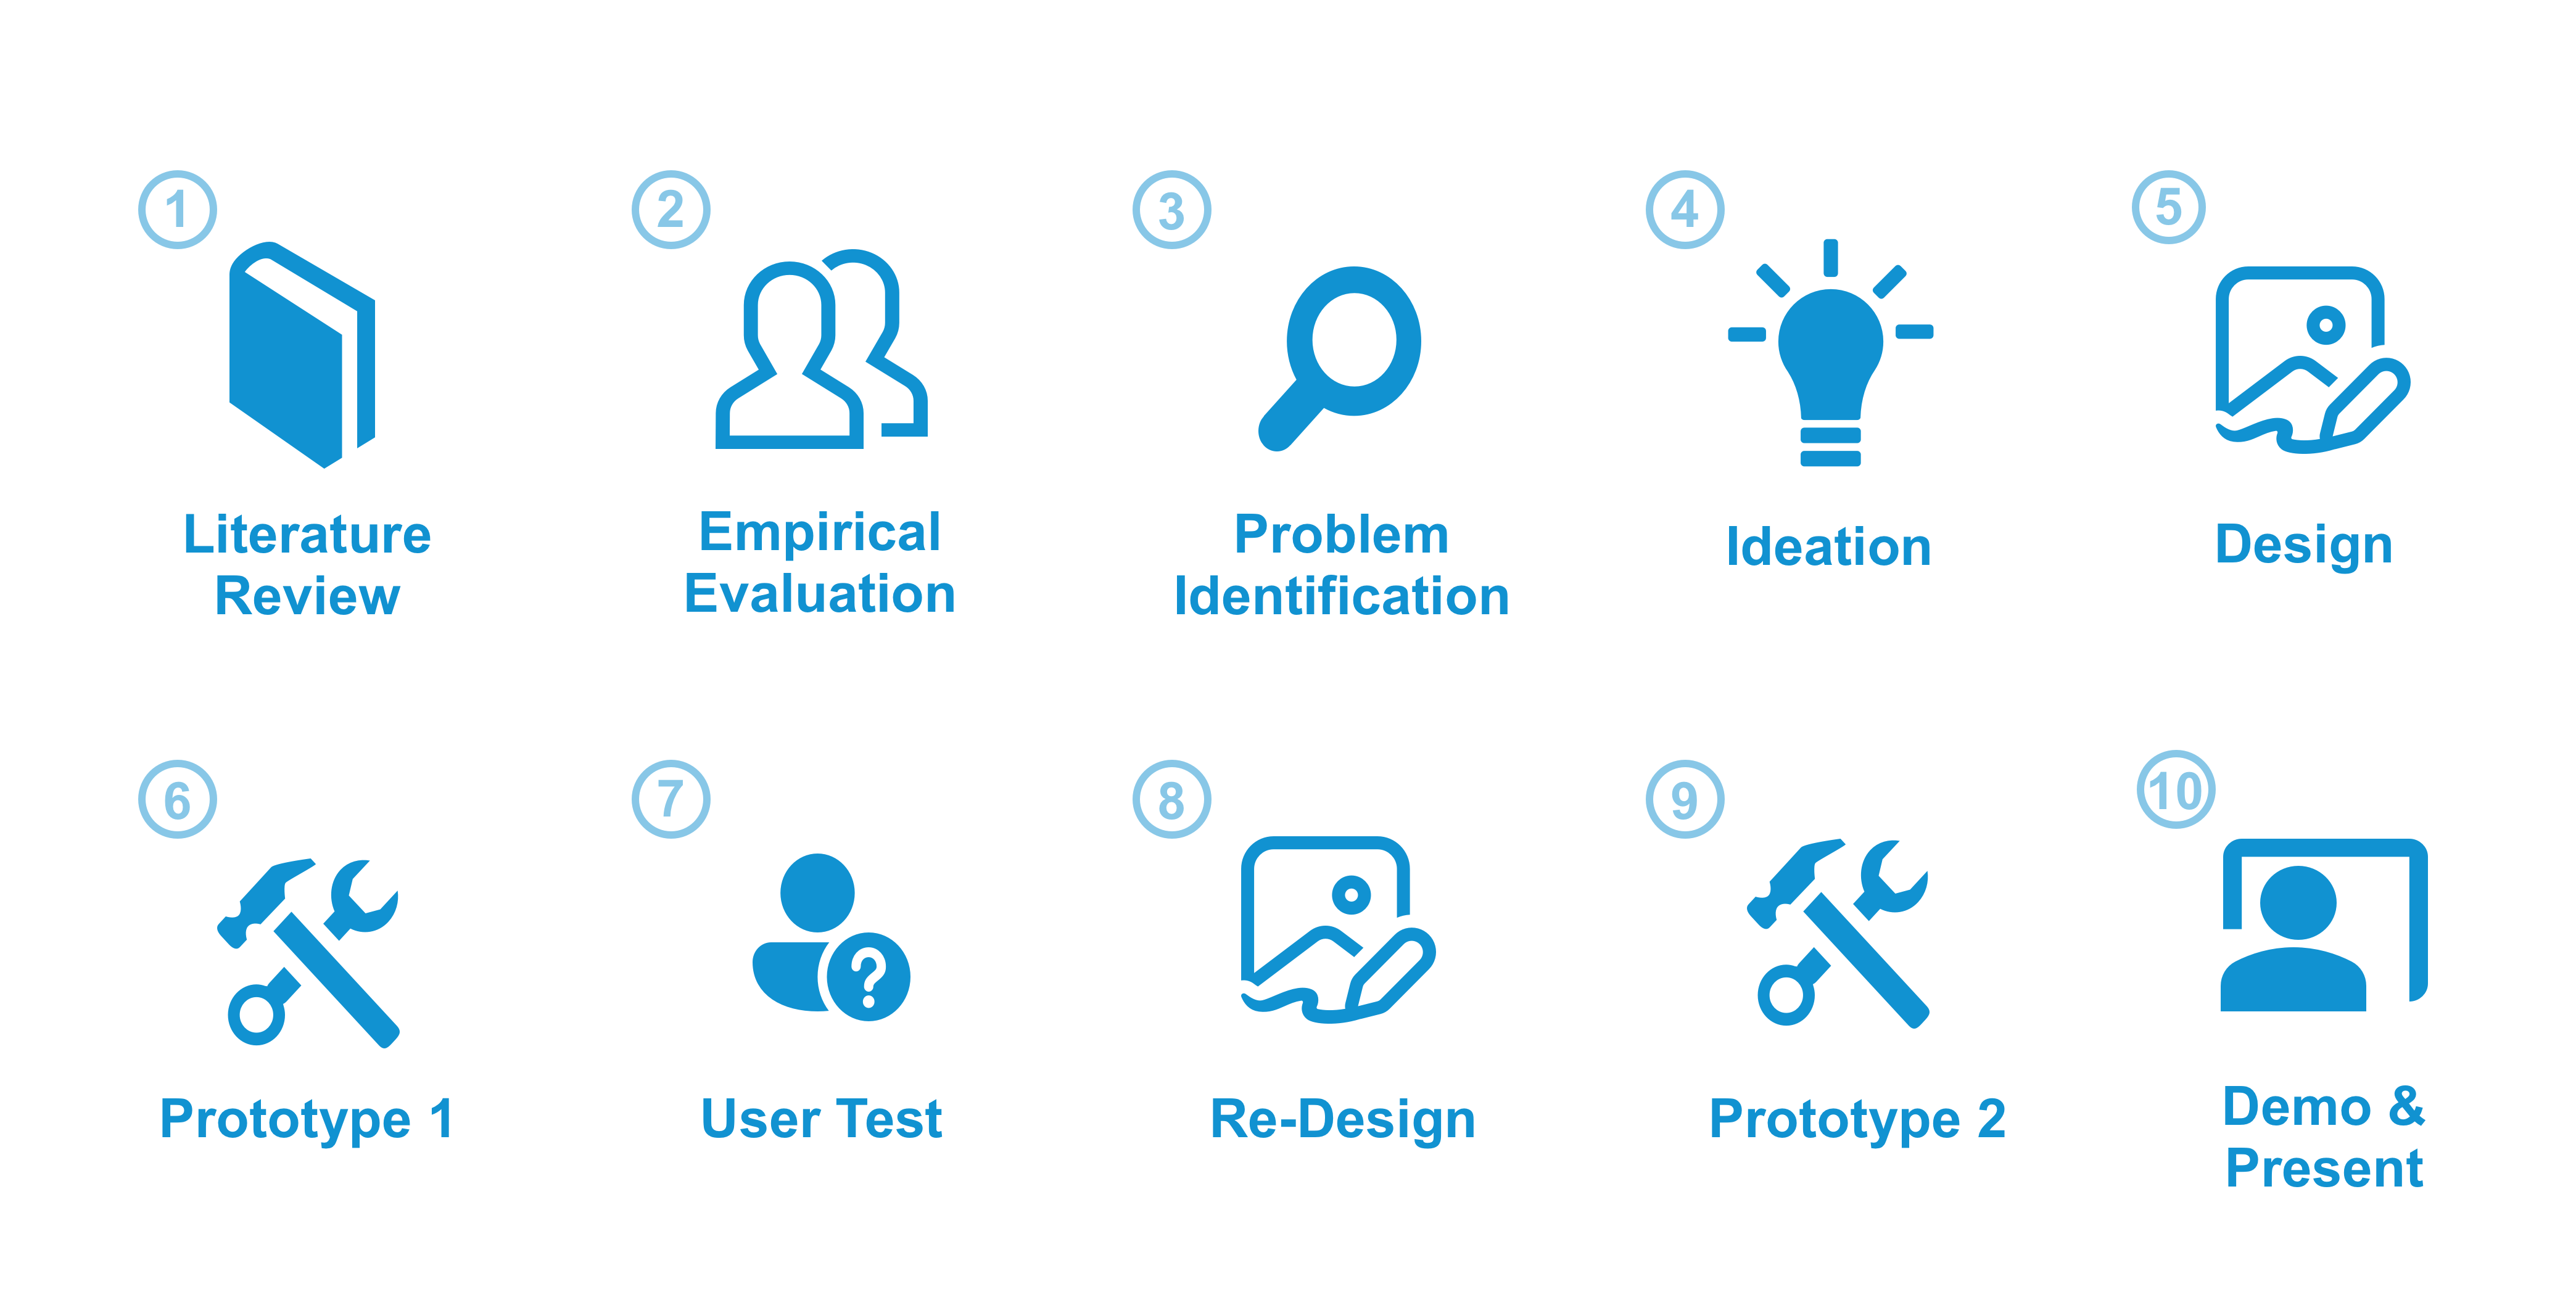 1
Literature
Review
2
Empirical
Evaluation
3
Problem
Identification
4
Ideation
5
Design
6
Prototype 1
7
?
User Test
8
Re-Design
9
Prototype 2
10
Demo &
Present